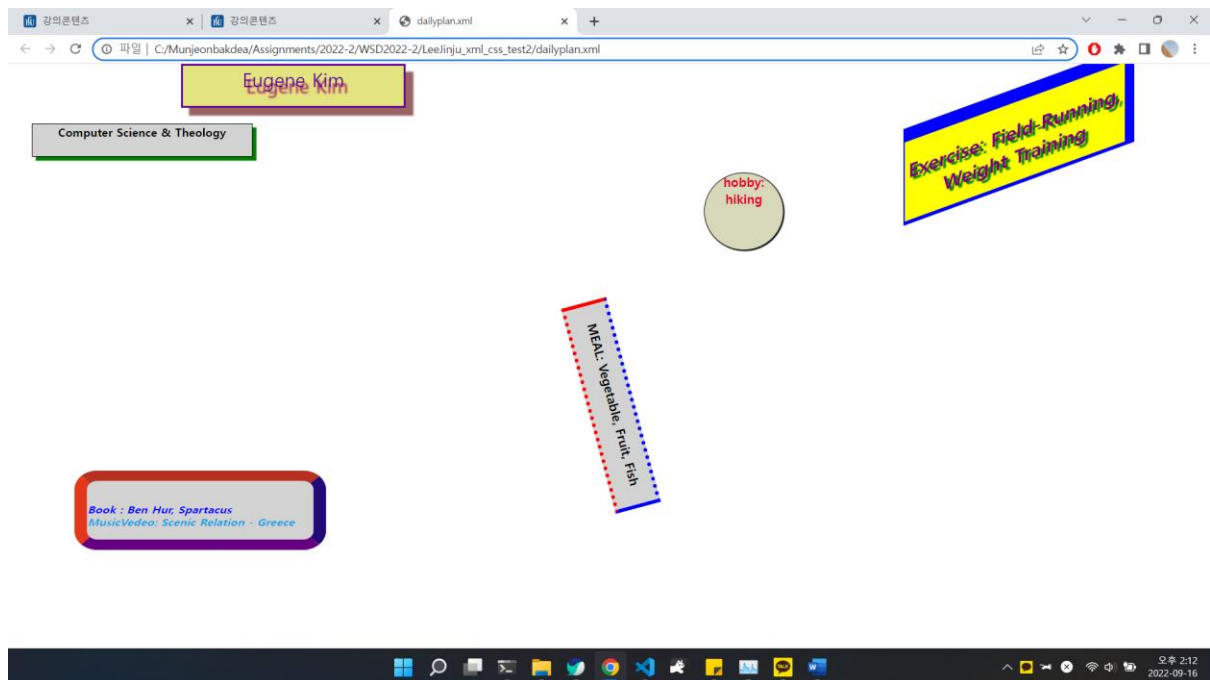 강의콘텐츠
강의콘텐츠
dailyplan.xml
파일 | C:/Munjeonbakdea/Assignments/2022-2/WSD2022-2/LeeJinju_xml_css_test2/dailyplan.xml
Eugene Kim
Computer Science & Theology
Exercise: Field-Running,
Weight Training
hobby:
hiking
MEAL: Vegetable, Fruit, Fish
Book : Ben Hur, Spartacus
MusicVedeo: Scenic Relation - Greece
오후 2:12
2022-09-16